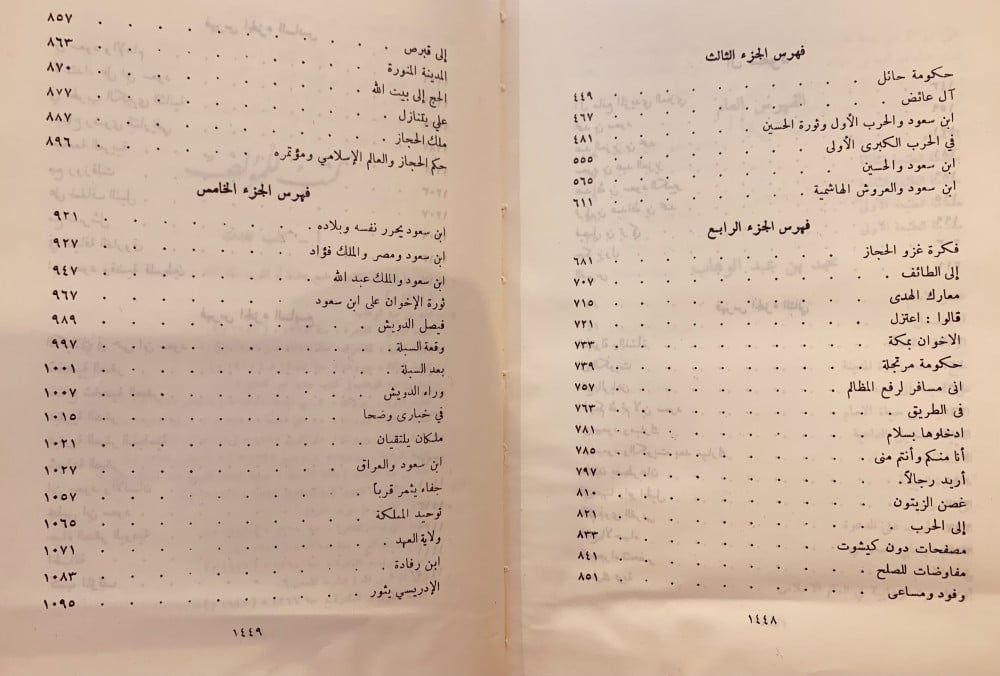 فهرس الجزء الثالث
حكومة حائل . . . . . . ٤٤٩
آل عائض . . . . . . ٤٦٧
ابن سعود والحرب الأول وثورة الحسين . . . . ٤٨١
في الحرب الكبرى الأولى . . . . . ٥٥٥
ابن سعود والحسين . . . . . . ٥٦٥
ابن سعود والعروش الهاشمية . . . . . ٦١١
فهرس الجزء الرابع
فكرة غزو الحجاز . . . . . . ٦٨١
إلى الطائف . . . . . . ٧٠٧
معارك الهدى . . . . . . ٧١٥
قالوا : اعتزل . . . . . . ٧٢١
الاخوان بمكة . . . . . . ٧٣٣
حكومة مرتجلة . . . . . . ٧٣٩
انى مسافر لرفع المظالم . . . . . ٧٥٧
فى الطريق . . . . . . ٧٦٣
ادخلوها بسلام . . . . . . ٧٨١
أنا منكم وأنتم منى . . . . . ٧٨٥
أريد رجالاً . . . . . . ٧٩٧
غصن الزيتون . . . . . . ٨١٠
إلى الحرب . . . . . . ٨٢١
مصفحات دون كيشوت . . . . . ٨٣٣
مفاوضات للصلح . . . . . . ٨٤١
وفود ومساعى . . . . . . ٨٥١
١٤٤٨
إلى قبرص . . . . . . ٨٥٧
المدينة المنورة . . . . . . ٨٦٣
الحج إلى بيت الله . . . . . ٨٧٠
علي يتنازل . . . . . . ٨٧٧
ملك الحجاز . . . . . . ٨٨٧
حكم الحجاز والعالم الإسلامي ومؤتمره . . . . ٨٩٦
فهرس الجزء الخامس
ابن سعود يحرر نفسه وبلاده . . . . . ٩٢١
ابن سعود ومصر والملك فؤاد . . . . . ٩٢٧
ابن سعود والملك عبد الله . . . . . ٩٤٧
ثورة الإخوان على ابن سعود . . . . . ٩٦٧
فيصل الدويش . . . . . . ٩٨٩
وقعة السبلة . . . . . . ٩٩٧
بعد السبلة . . . . . . ١٠٠١
وراء الدويش . . . . . . ١٠٠٧
في خبارى وضحا . . . . . . ١٠١٥
ملكان يلتقيان . . . . . . ١٠٢١
ابن سعود والعراق . . . . . . ١٠٢٧
جفاء يثمر قرباً . . . . . . ١٠٥٧
توحيد المملكة . . . . . . ١٠٦٥
ولاية العهد . . . . . . ١٠٧١
ابن رفادة . . . . . . ١٠٨٣
الإدريسي يثور . . . . . . ١٠٩٥
١٤٤٩